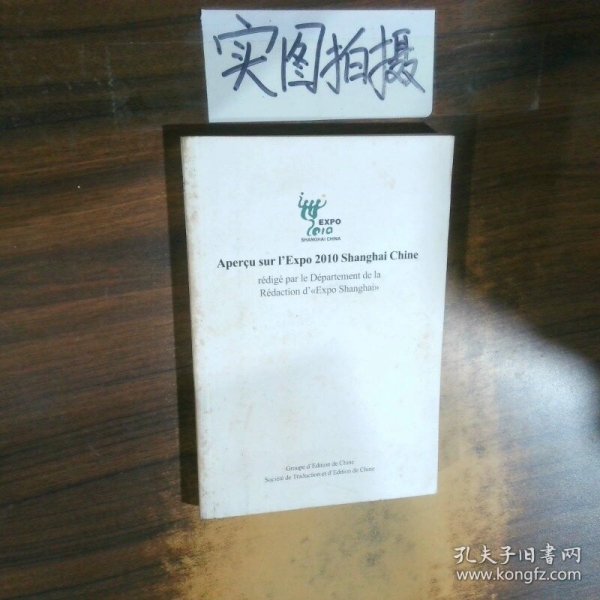 实图拍摄
EXPO
2010
SHANGHAI CHINA
Aperçu sur l'Expo 2010 Shanghai Chine
rédigé par le Département de la
Rédaction d'«Expo Shanghai»
Groupe d'Edition de Chine
Société de Traduction et d'Edition de Chine
孔夫子旧书网
www.kongfz.com